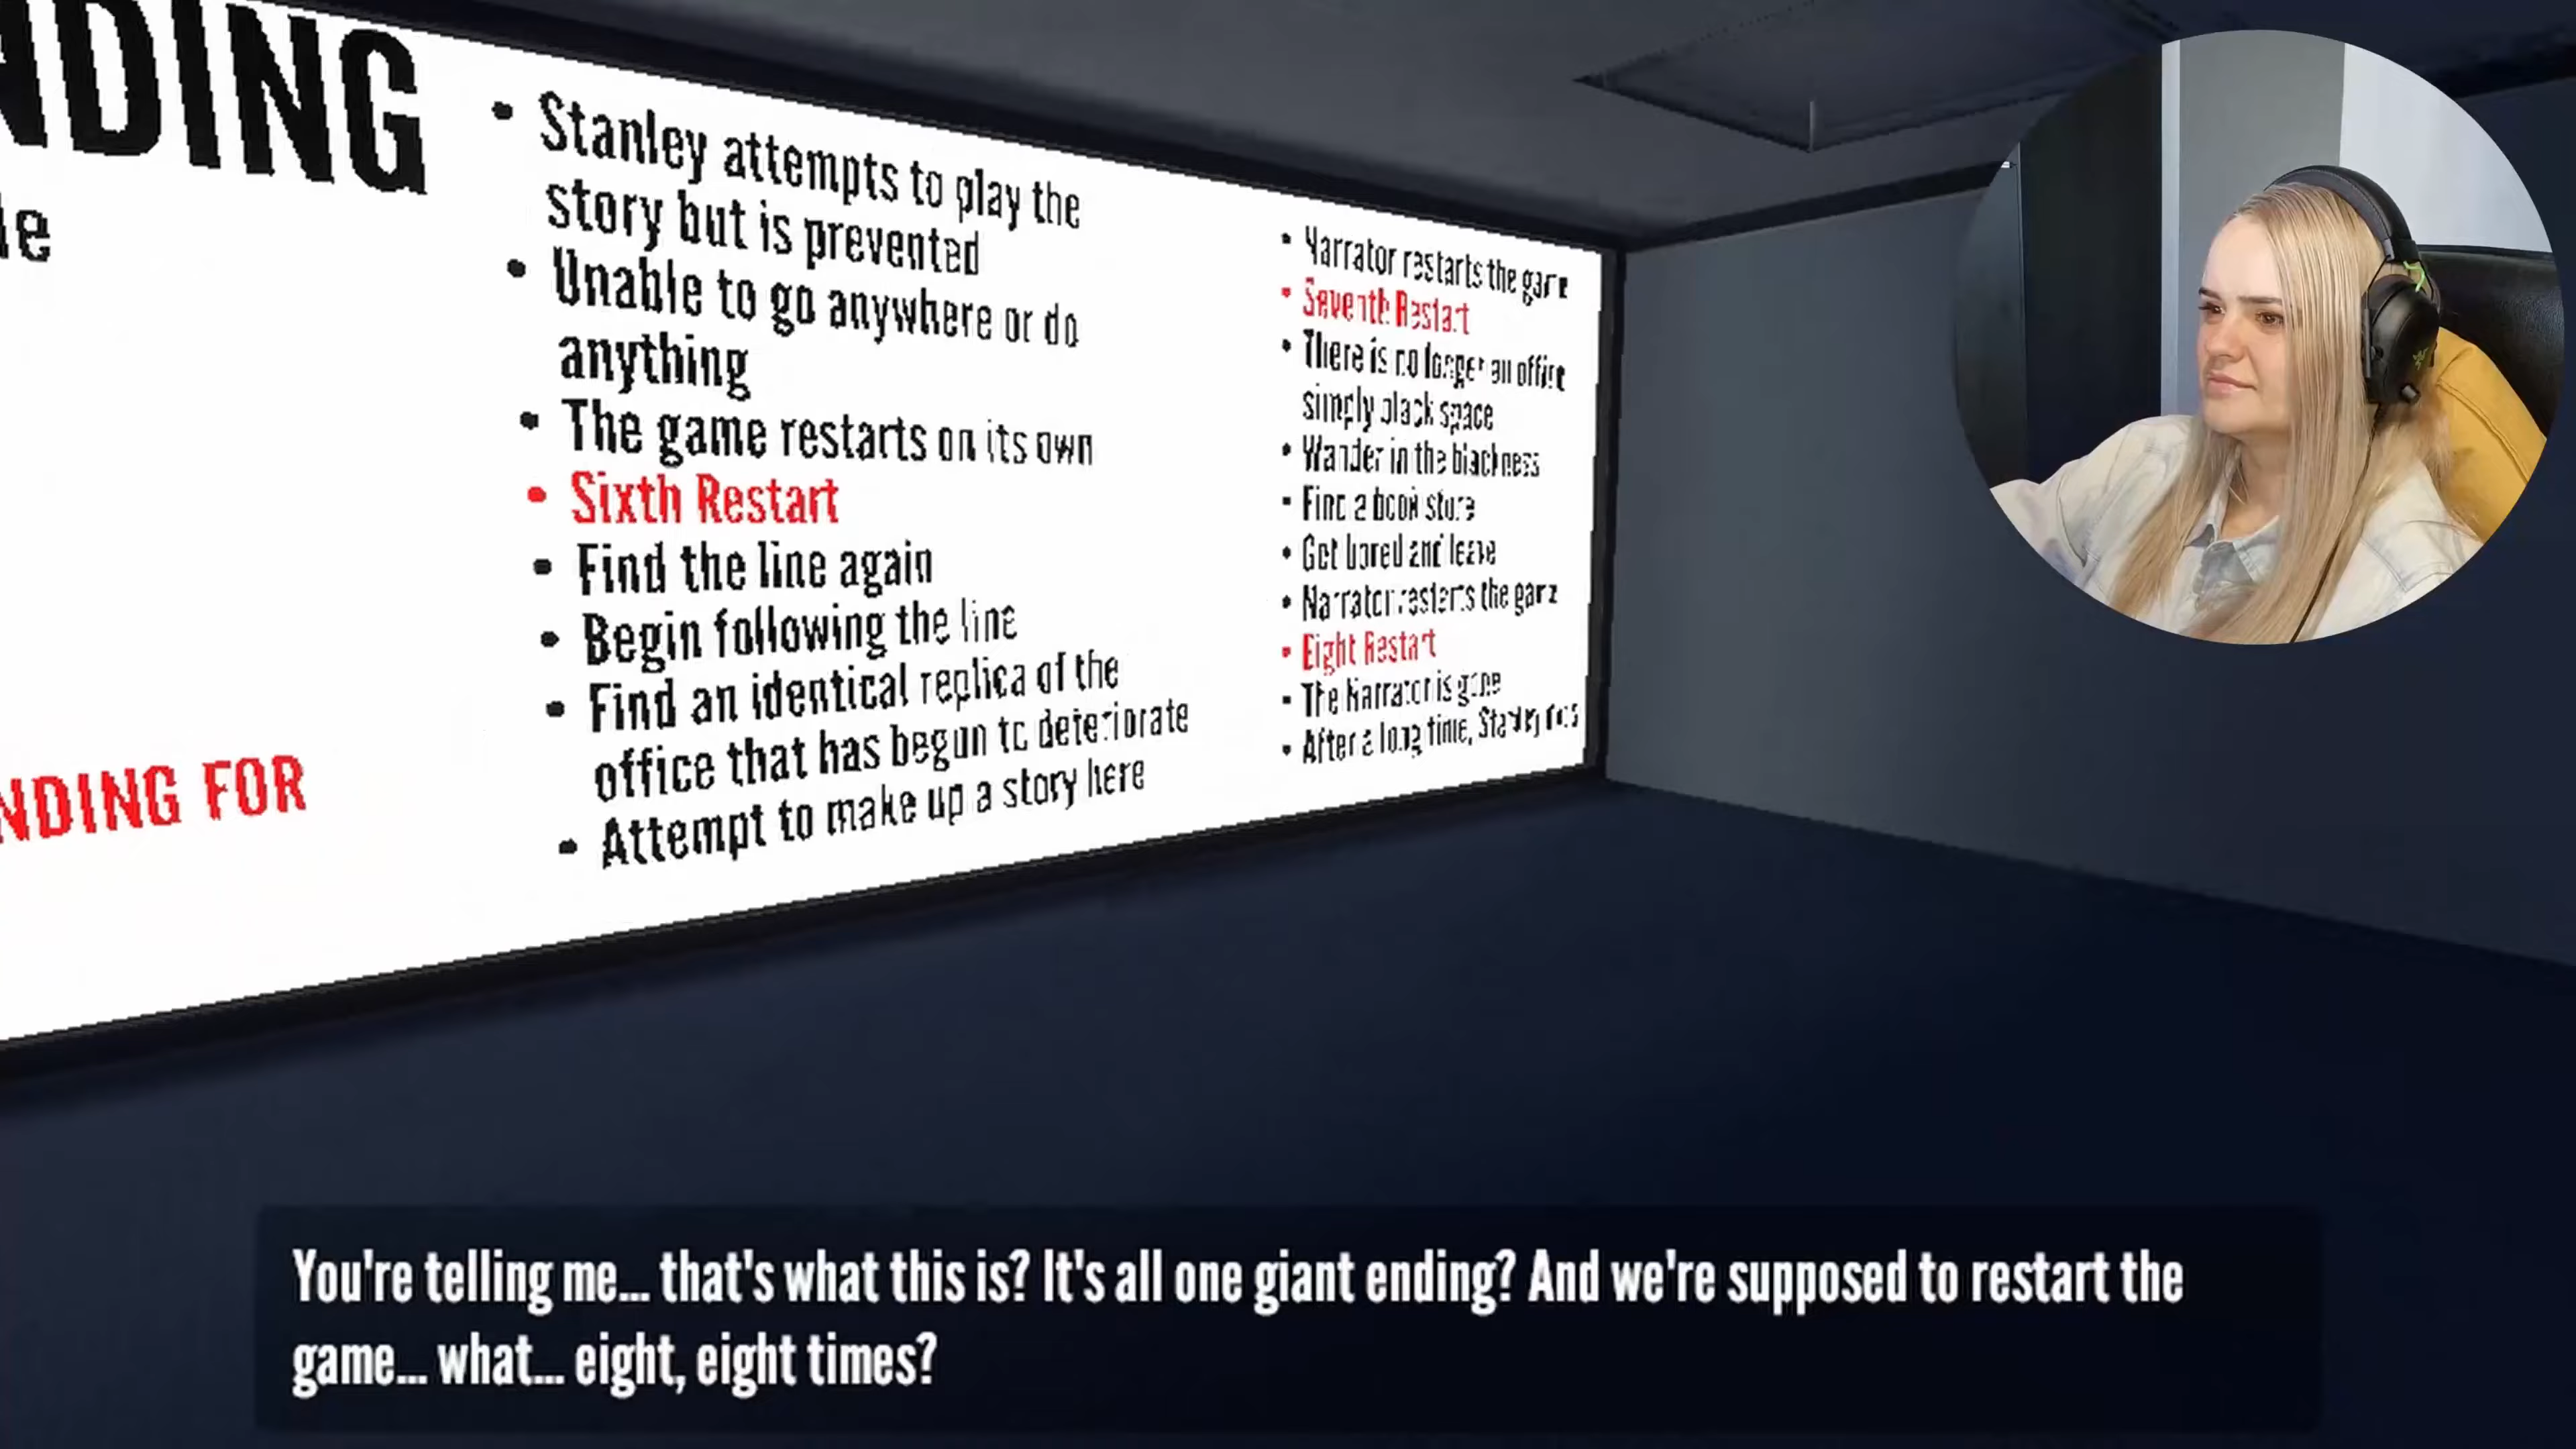 NDING
le
NDING FOR
• Stanley attempts to play the
story but is prevented
• Unable to go anywhere or do
anything
• The game restarts on its own
• Sixth Restart
• Find the line again
• Begin following the line
• Find an identical replica of the
office that has begun to deteriorate
• Attempt to make up a story here
• Narrator restarts the game
• Seventh Restart
• There is no longer an office
simply black space
• Wander in the blackness
• Find a book store
• Get bored and leave
• Narrator restarts the game
• Eight Restart
• The Narrator is gone
• After a long time, Stanley
You're telling me... that's what this is? It's all one giant ending? And we're supposed to restart the
game... what... eight, eight times?